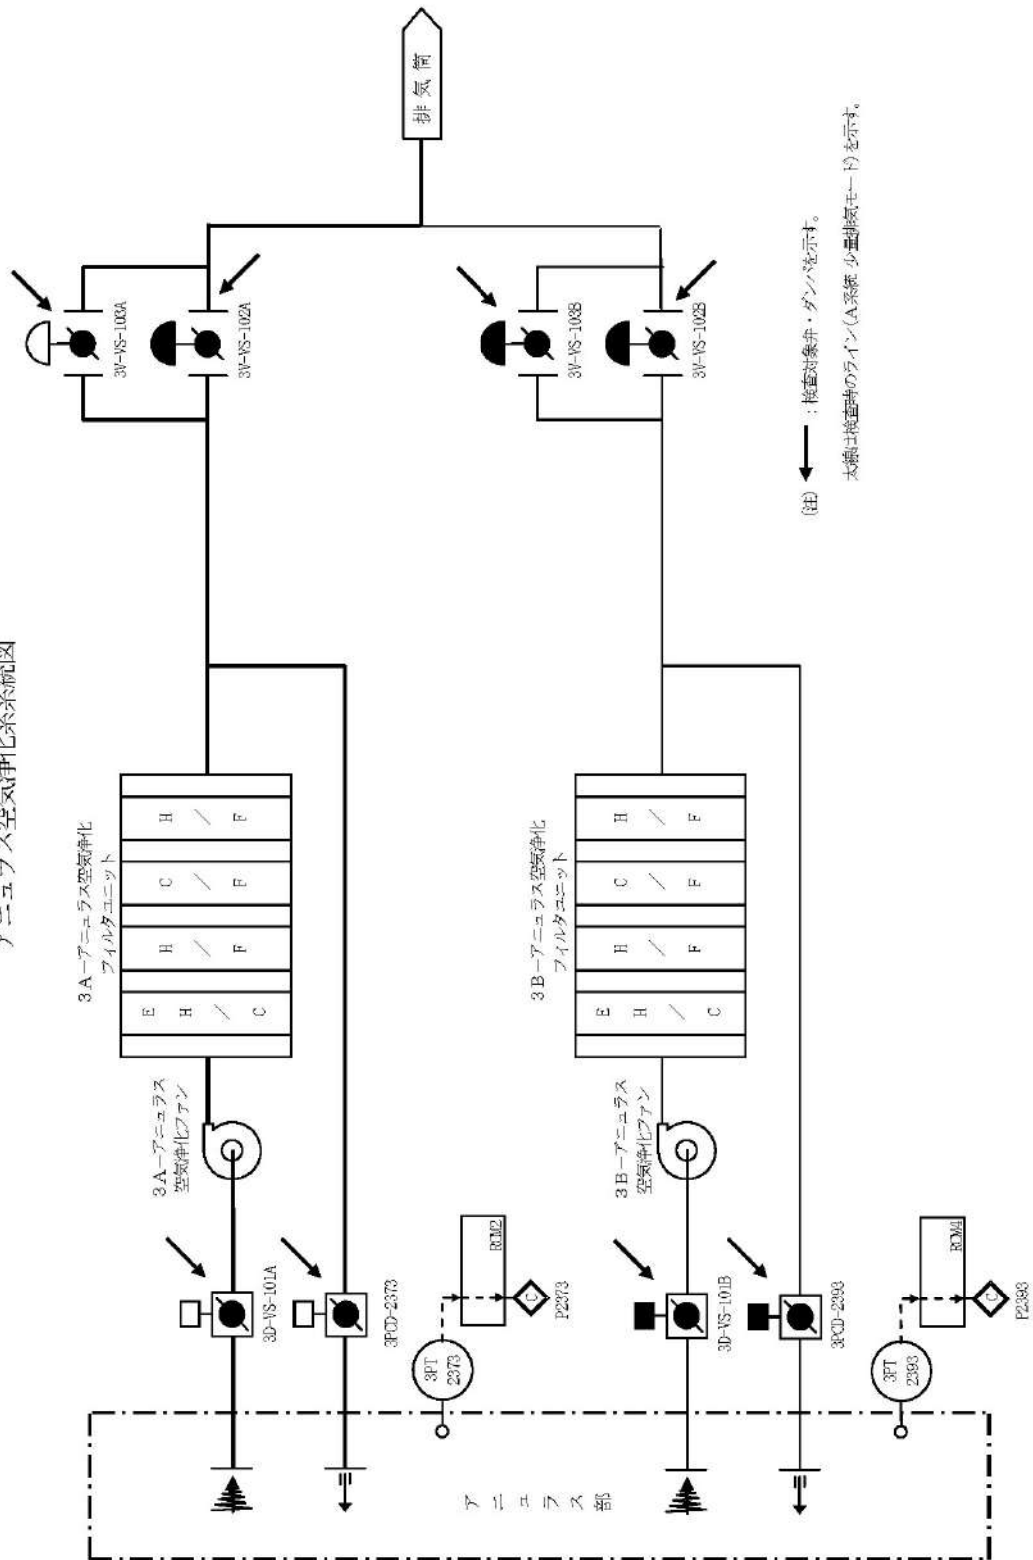 アニュラス空気浄化系系統図
排気筒
3V-VS-103A
3V-VS-102A
3V-VS-103B
3V-VS-102B
(注)
：検査対象弁・ダンパを示す。
太線は検査時のライン(A系統 少量排気モード)を示す。
3A－アニュラス空気浄化
フィルタユニット
E H / C
H / F
C / F
H / F
3B－アニュラス空気浄化
フィルタユニット
E H / C
H / F
C / F
H / F
3A－アニュラス
空気浄化ファン
3B－アニュラス
空気浄化ファン
3D-VS-101A
3PCD-2373
3PT
2373
RCM2
C
P2373
3D-VS-101B
3PCD-2393
3PT
2393
RCM4
C
P2393
アニュラス部